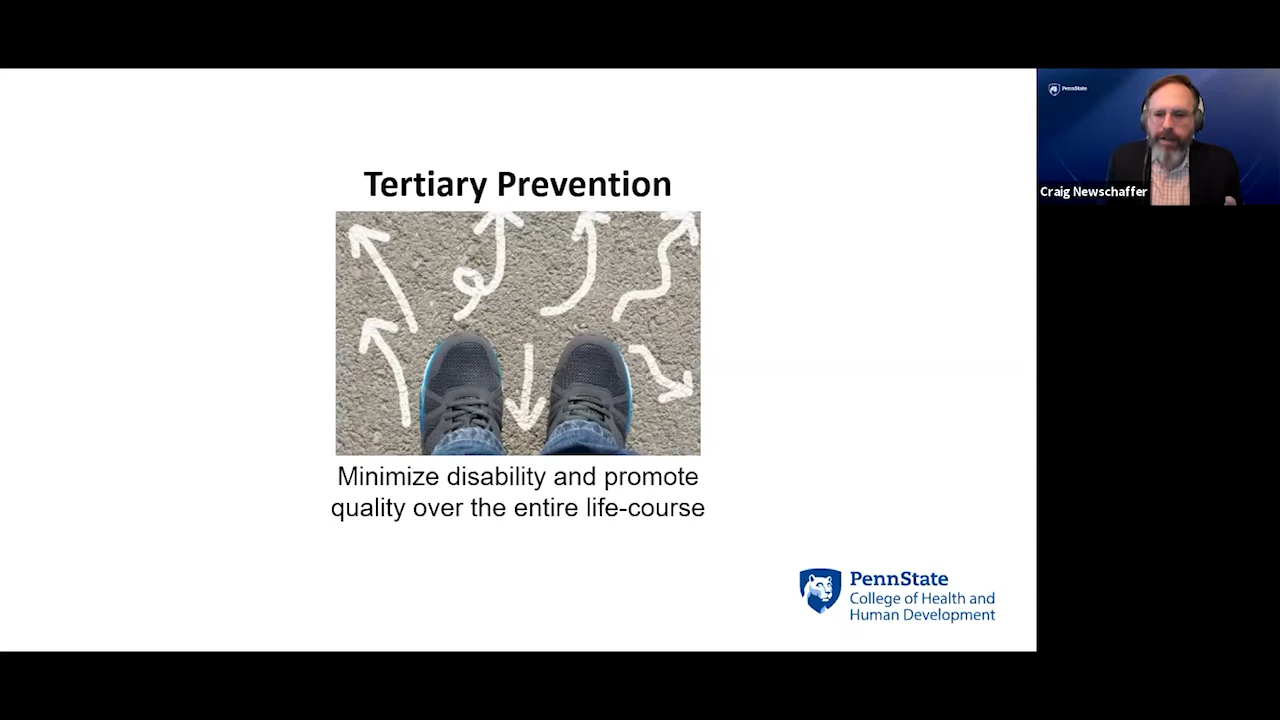 Tertiary Prevention
Minimize disability and promote
quality over the entire life-course
PennState
College of Health and
Human Development
PennState
Craig Newschaffer